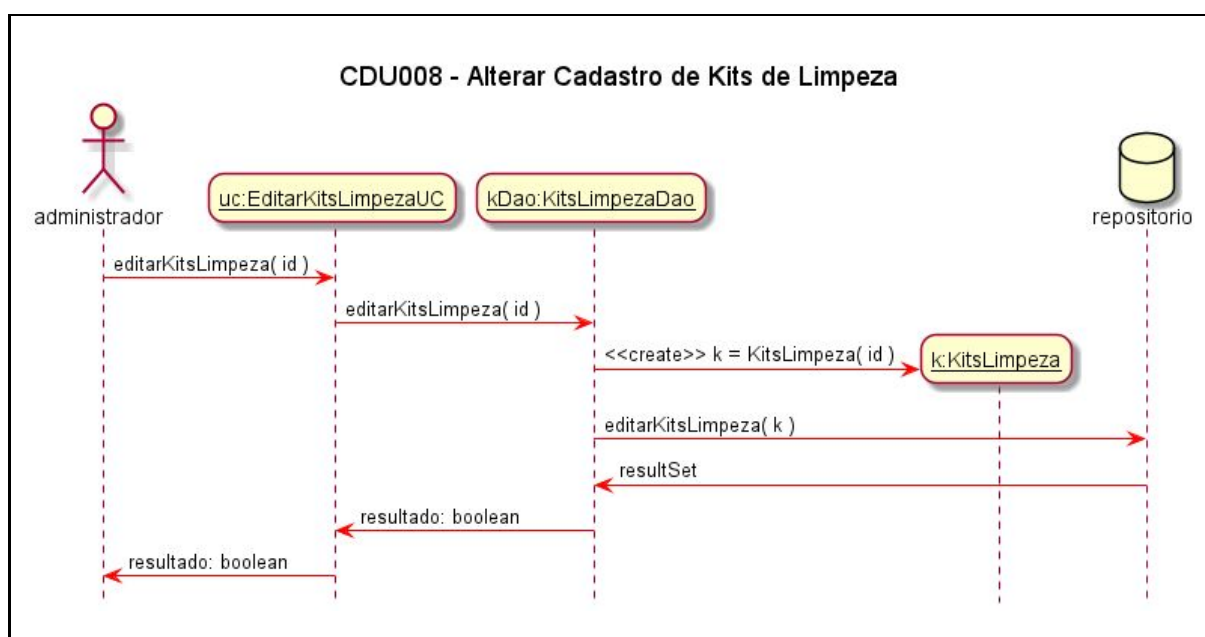 CDU008 - Alterar Cadastro de Kits de Limpeza
administrador
uc:EditarKitsLimpezaUC
kDao:KitsLimpezaDao
repositorio
editarKitsLimpeza( id )
editarKitsLimpeza( id )
<<create>> k = KitsLimpeza( id )
k:KitsLimpeza
editarKitsLimpeza( k )
resultSet
resultado: boolean
resultado: boolean